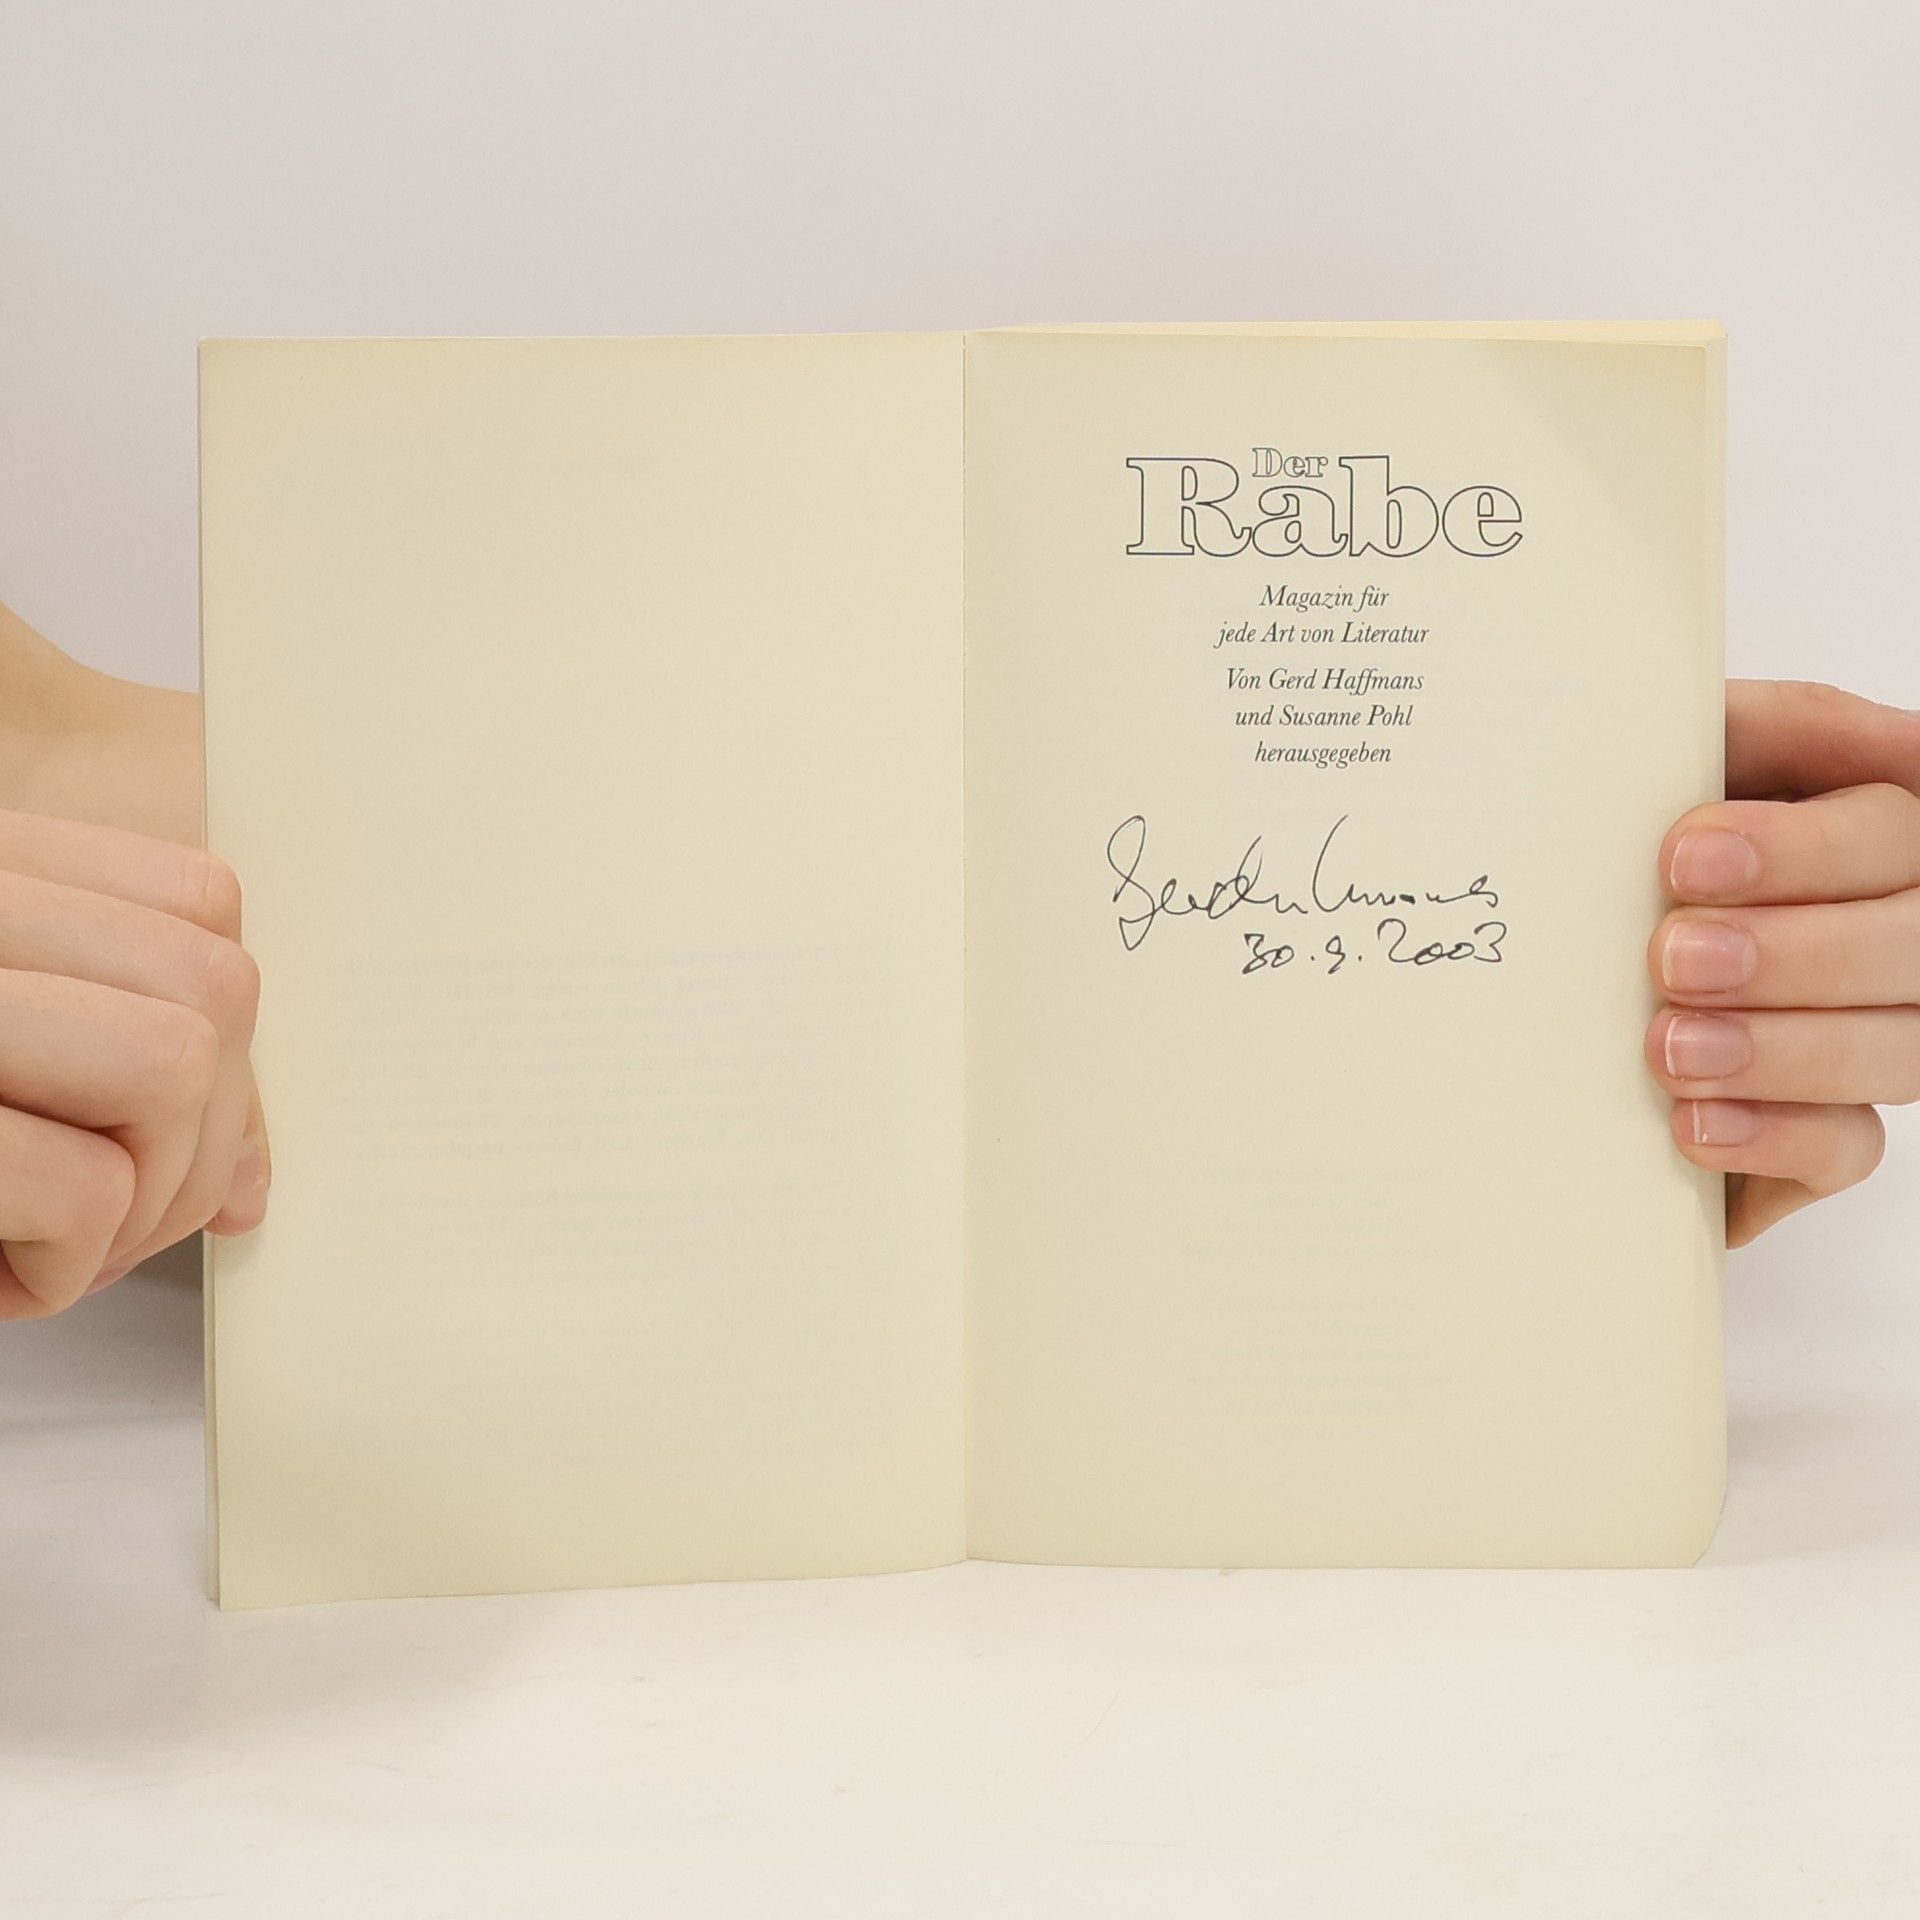 Der
Rabe
Magazin für
jede Art von Literatur
Von Gerd Haffmans
und Susanne Pohl
herausgegeben
30.9.2003